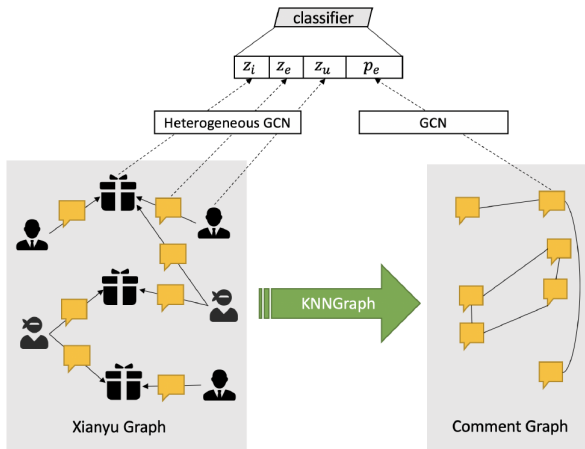 classifier
z_i z_e z_u p_e
Heterogeneous GCN
GCN
KNNGraph
Xianyu Graph
Comment Graph